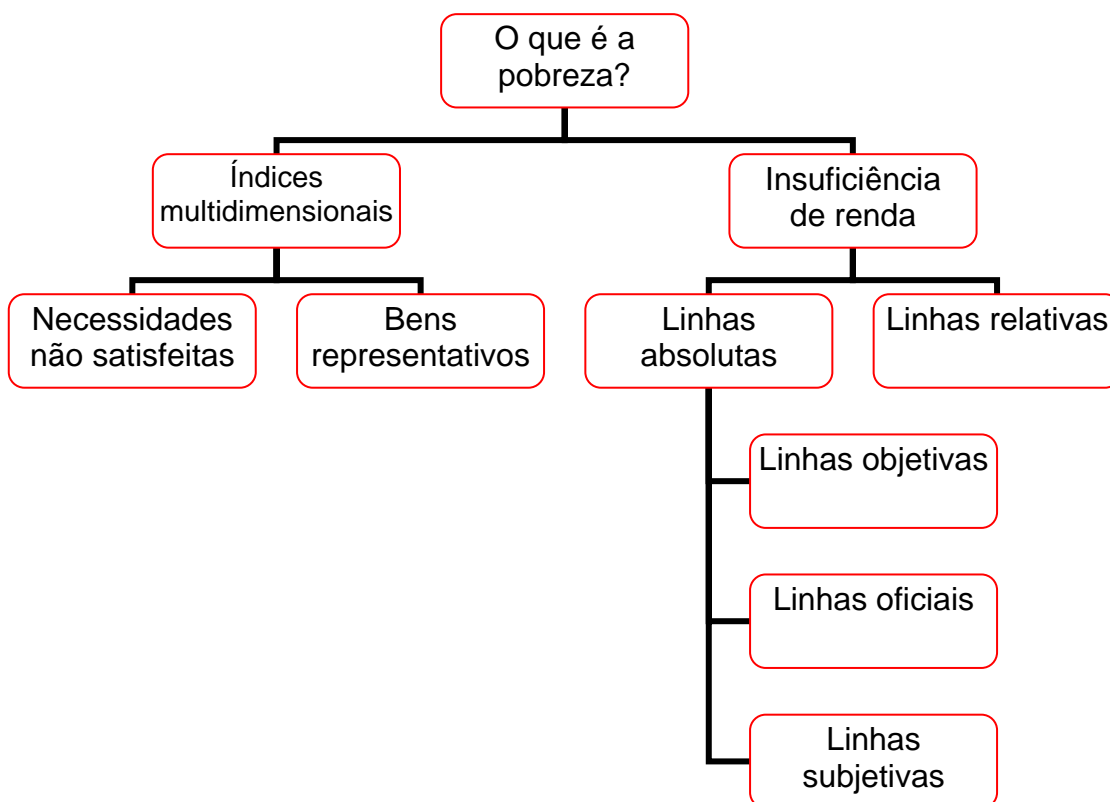 O que é a
pobreza?
Índices
multidimensionais
Insuficiência
de renda
Necessidades
não satisfeitas
Bens
representativos
Linhas
absolutas
Linhas relativas
Linhas objetivas
Linhas oficiais
Linhas
subjetivas